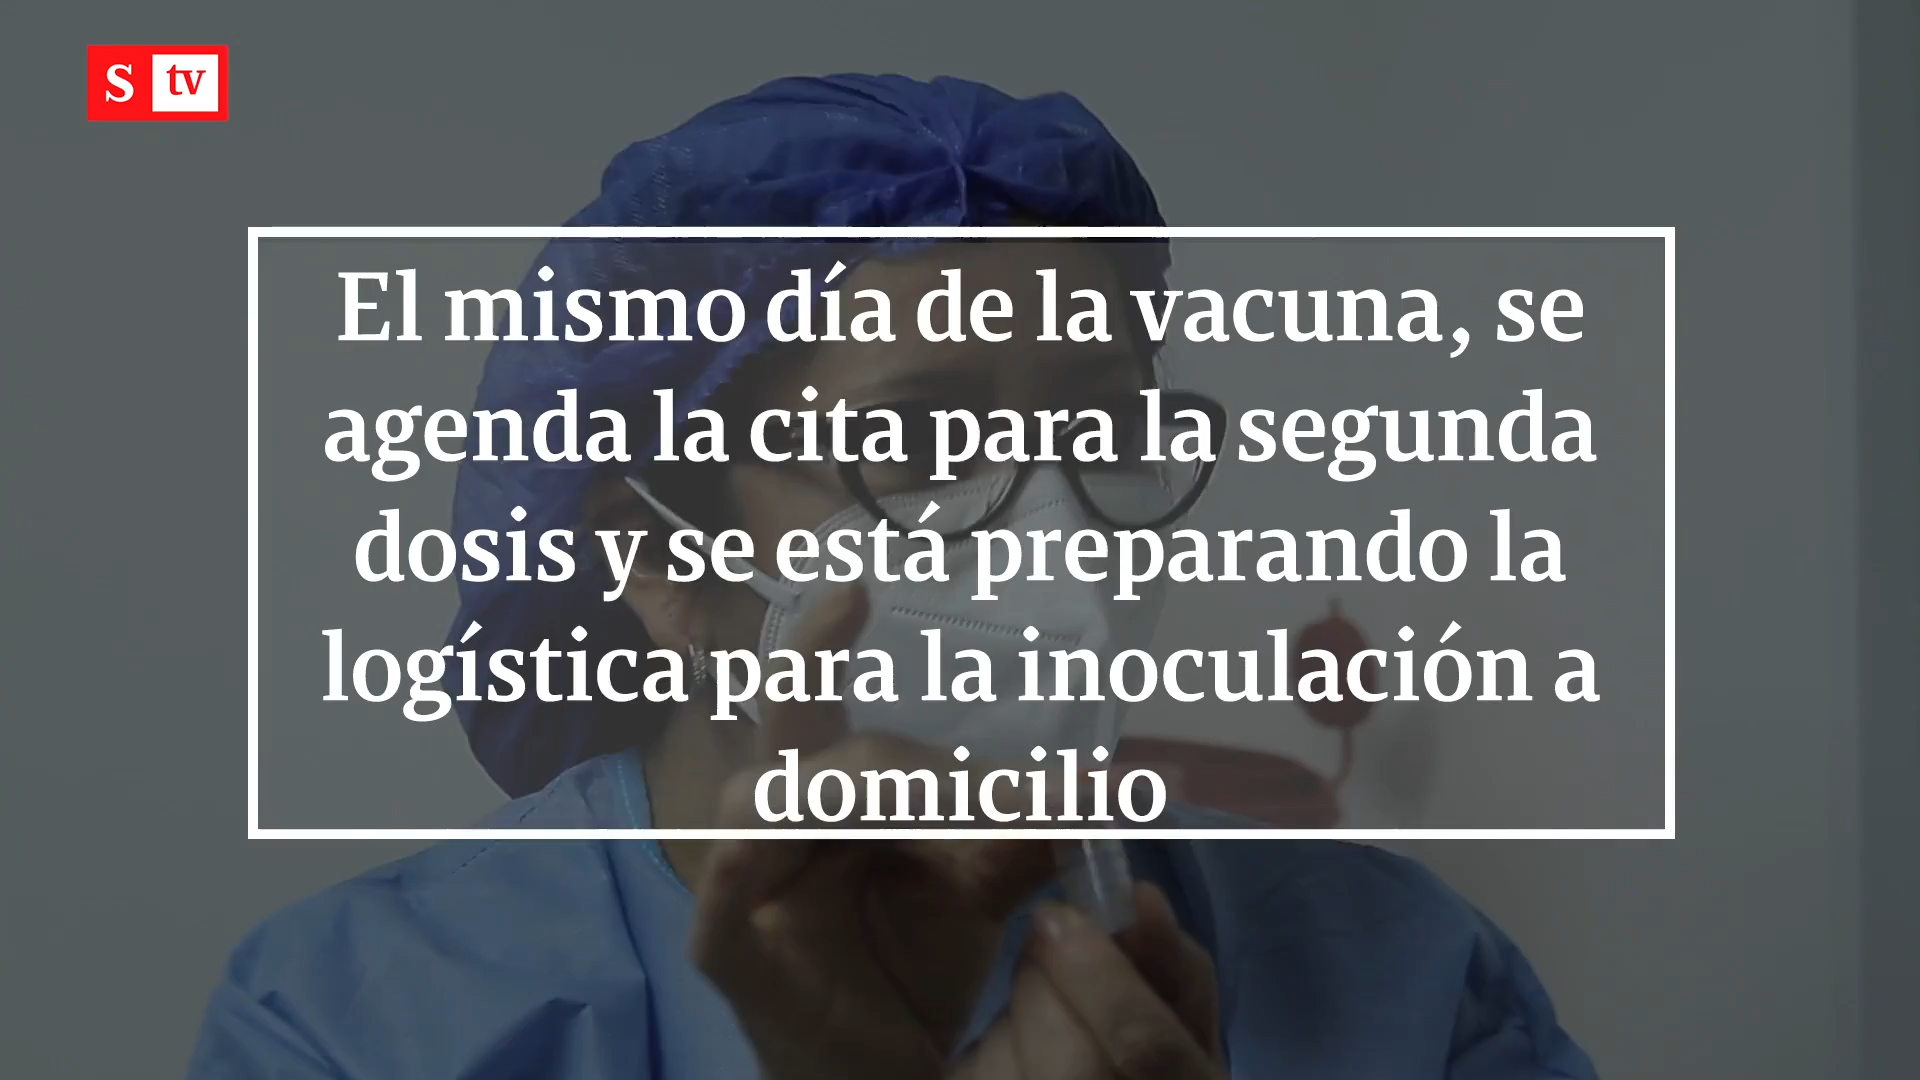 S tv
El mismo día de la vacuna, se
agenda la cita para la segunda
dosis y se está preparando la
logística para la inoculación a
domicilio